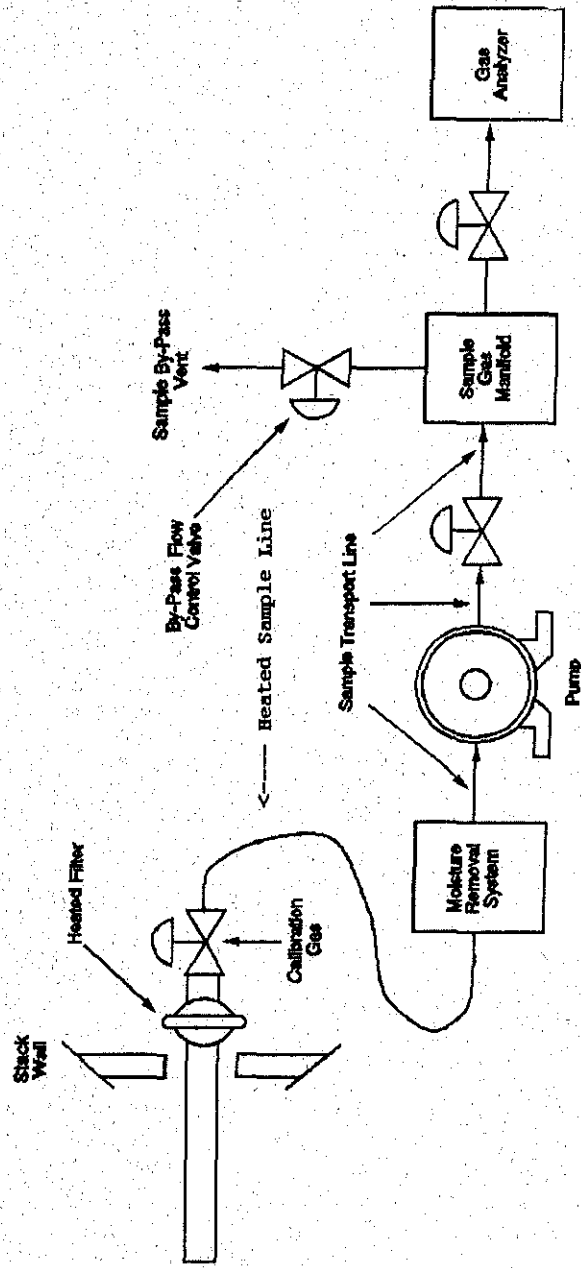 Stack
Wall
Heated Filter
Calibration
Gas
<---- Heated Sample Line
By-Pass Flow
Control Valve
Sample By-Pass
Vent
Sample Transport Line
Moisture
Removal
System
Pump
Sample
Gas
Manifold
Gas
Analyzer